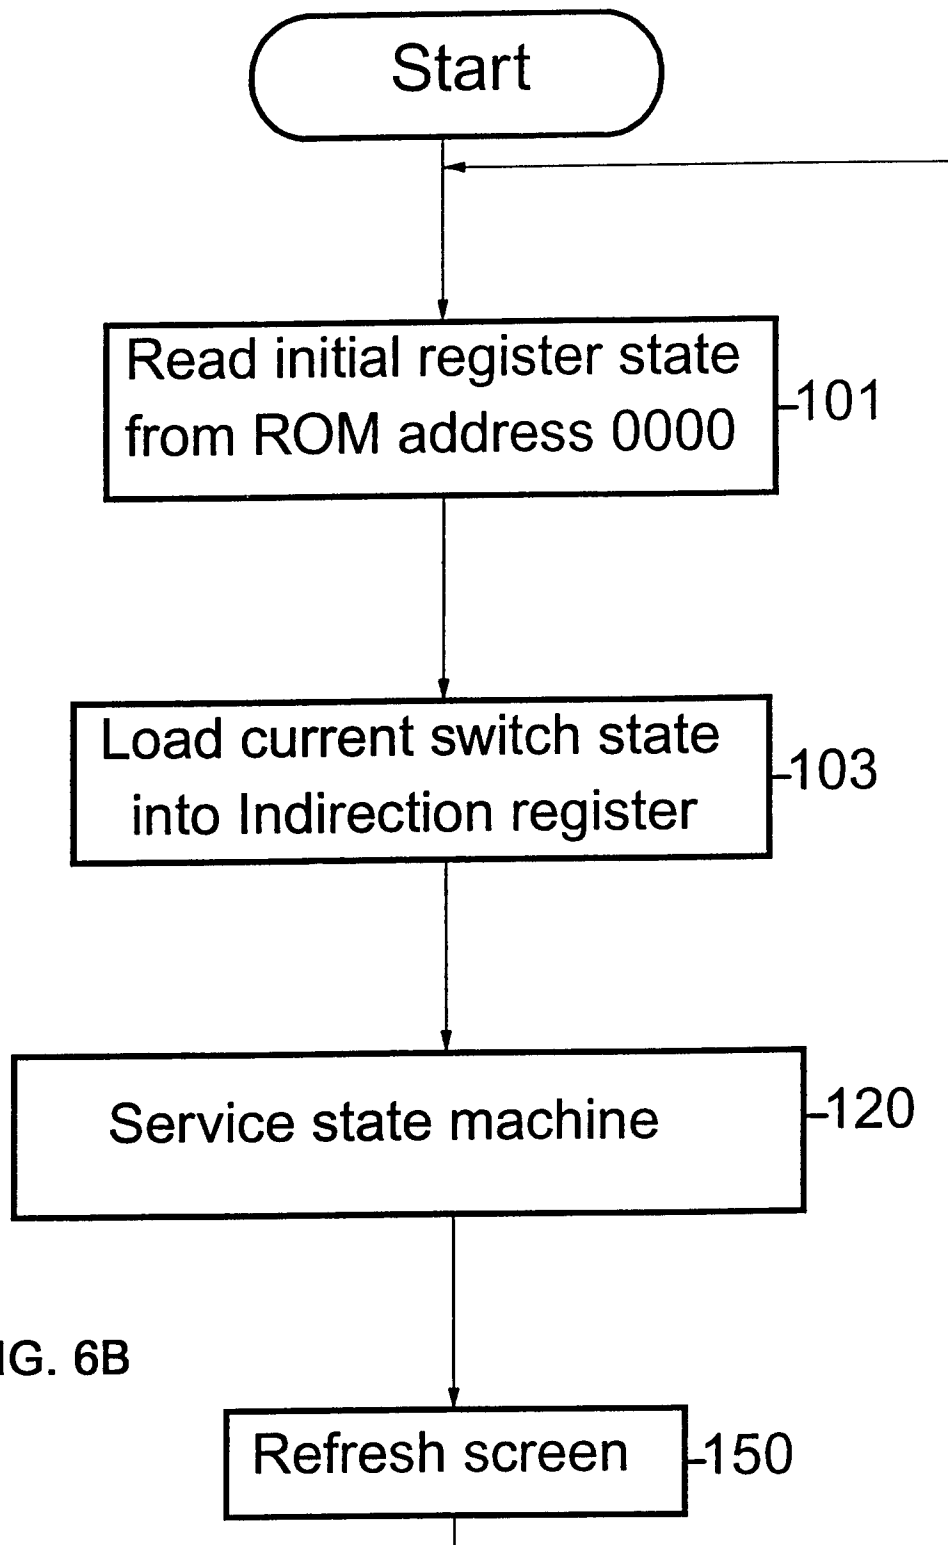 Start
Read initial register state
from ROM address 0000
101
Load current switch state
into Indirection register
103
Service state machine
120
IG. 6B
Refresh screen
150